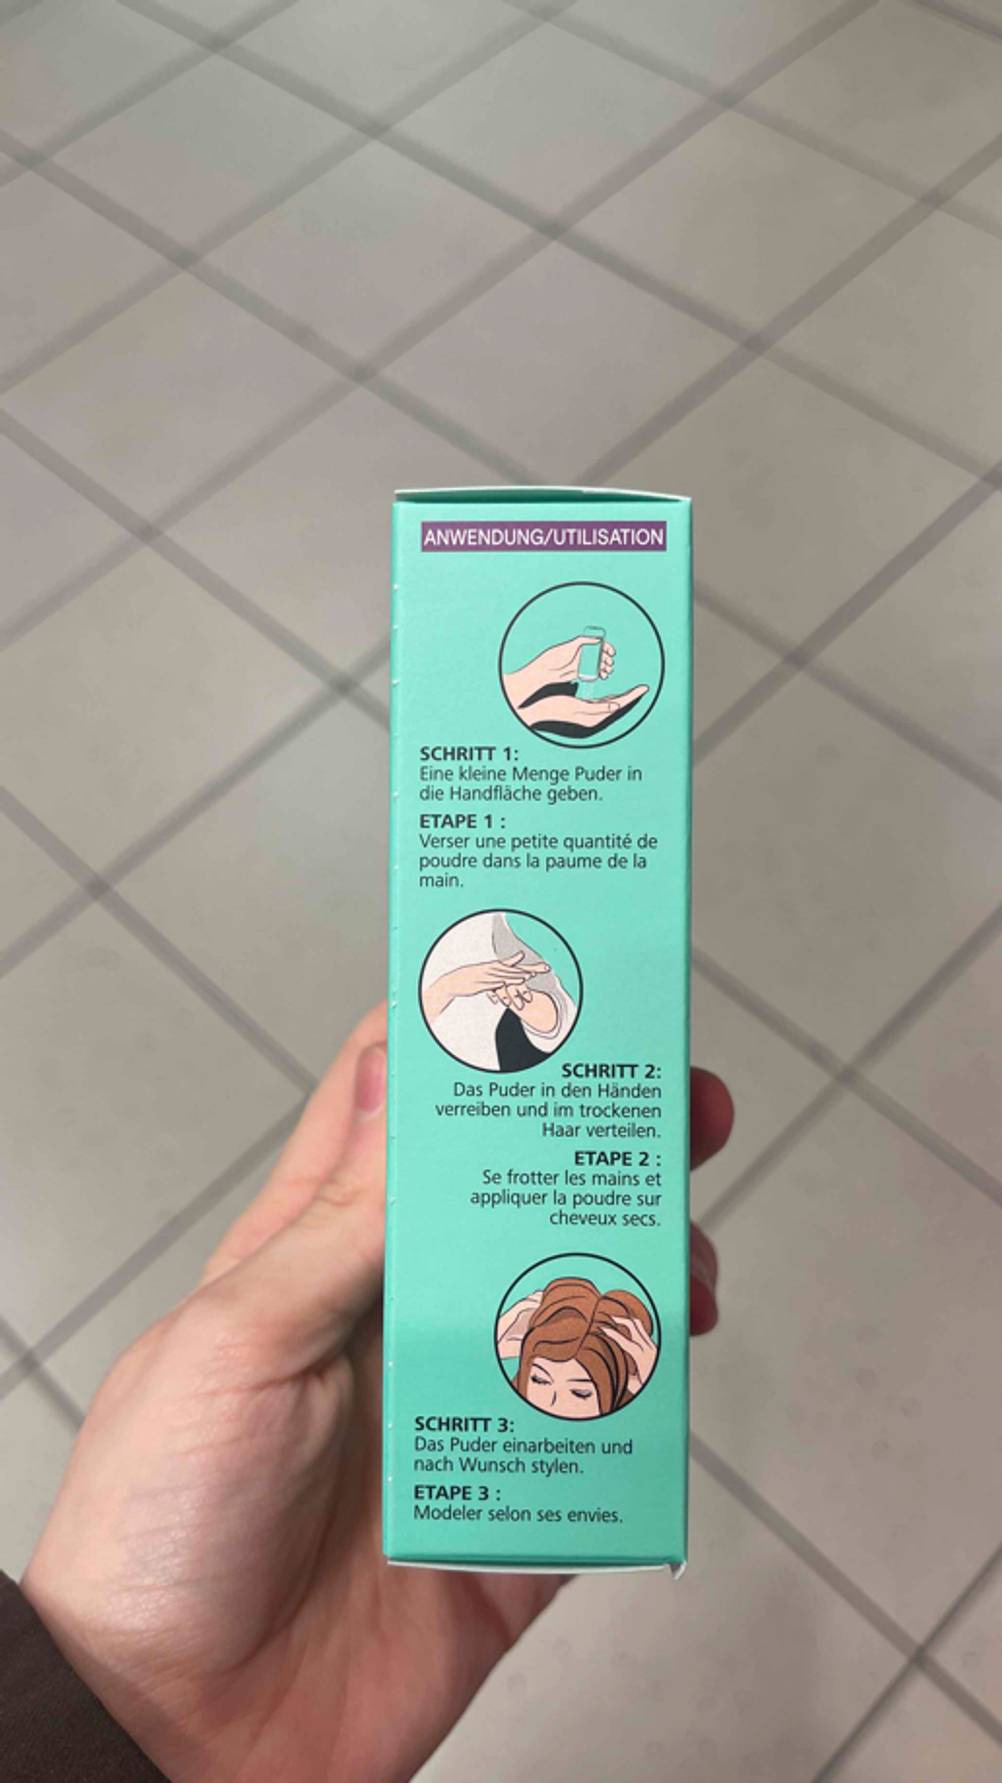 ANWENDUNG/UTILISATION
SCHRITT 1:
Eine kleine Menge Puder in
die Handfläche geben.
ETAPE 1 :
Verser une petite quantité de
poudre dans la paume de la
main.
SCHRITT 2:
Das Puder in den Händen
verreiben und im trockenen
Haar verteilen.
ETAPE 2 :
Se frotter les mains et
appliquer la poudre sur
cheveux secs.
SCHRITT 3:
Das Puder einarbeiten und
nach Wunsch stylen.
ETAPE 3 :
Modeler selon ses envies.